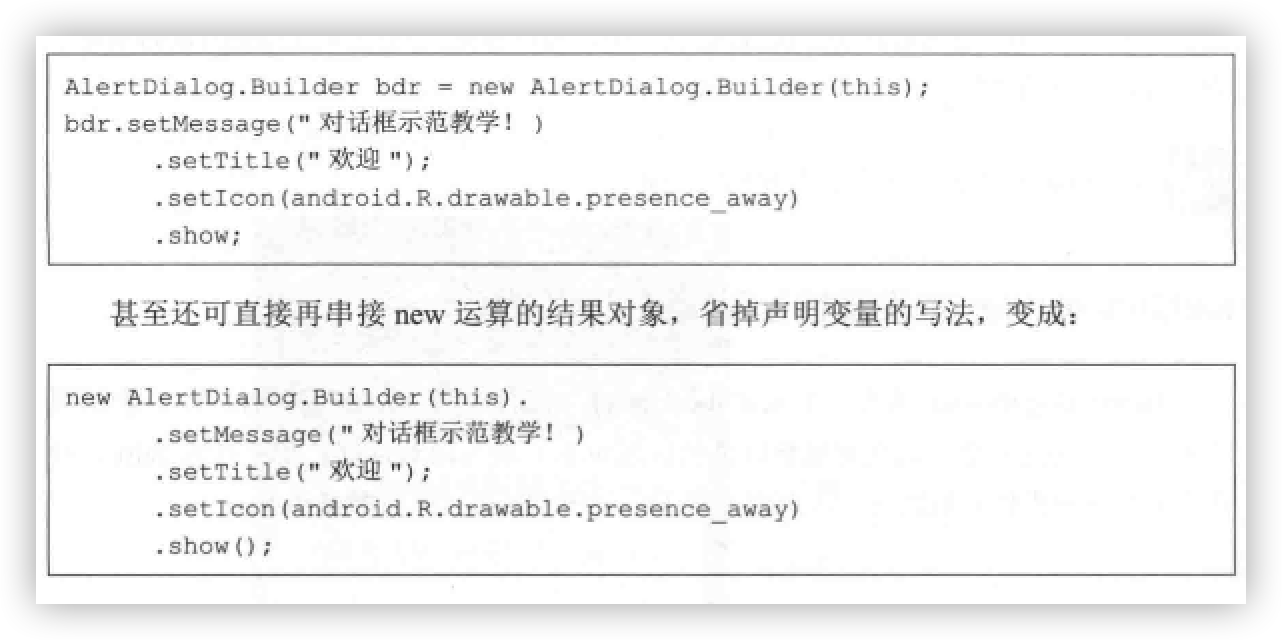 AlertDialog.Builder bdr = new AlertDialog.Builder(this);
bdr.setMessage(" 对话框示范教学！ )
.setTitle(" 欢迎 ");
.setIcon(android.R.drawable.presence_away)
.show;
甚至还可直接再串接 new 运算的结果对象，省掉声明变量的写法，变成：
new AlertDialog.Builder(this).
.setMessage(" 对话框示范教学！ )
.setTitle(" 欢迎 ");
.setIcon(android.R.drawable.presence_away)
.show();